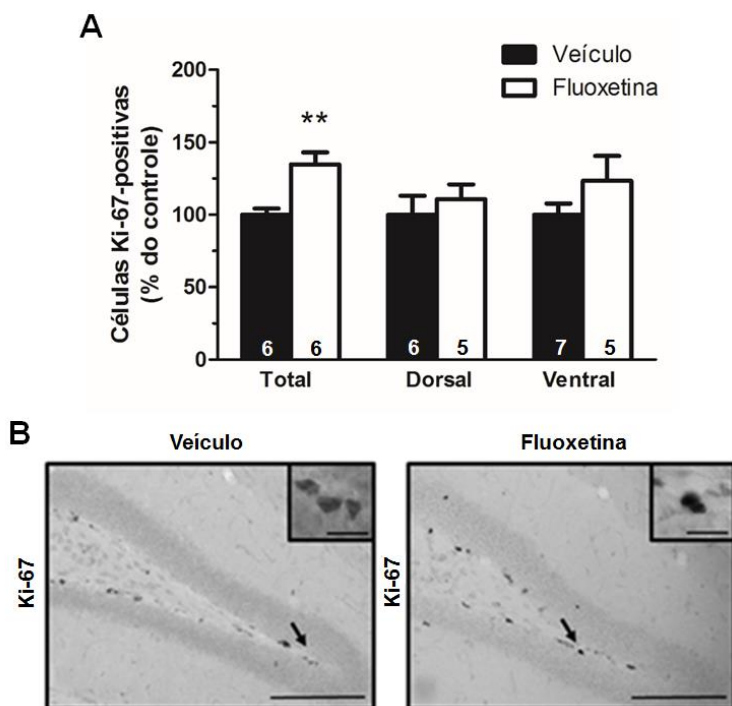 A
Veículo
Fluoxetina
Células Ki-67-positivas
(% do controle)
200
150
100
50
0
**
6
6
6
5
7
5
Total
Dorsal
Ventral
B
Veículo
Fluoxetina
Ki-67
Ki-67